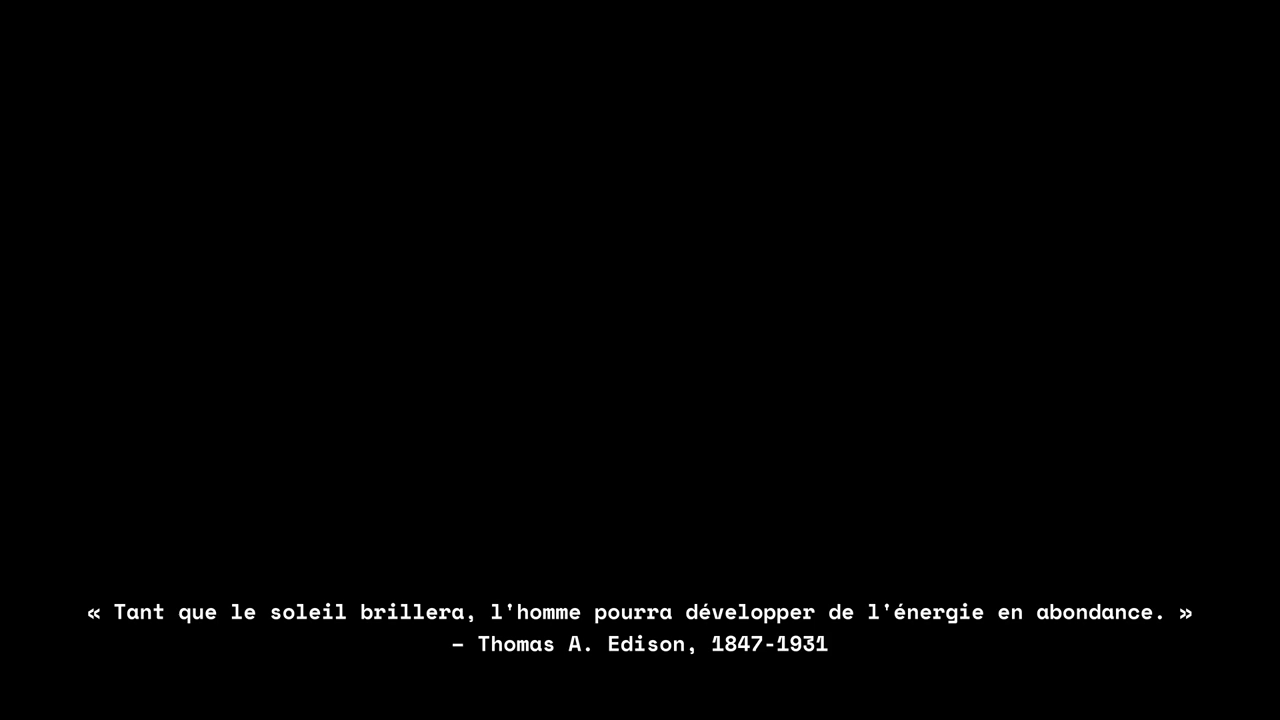 « Tant que le soleil brillera, l'homme pourra développer de l'énergie en abondance. »
– Thomas A. Edison, 1847-1931